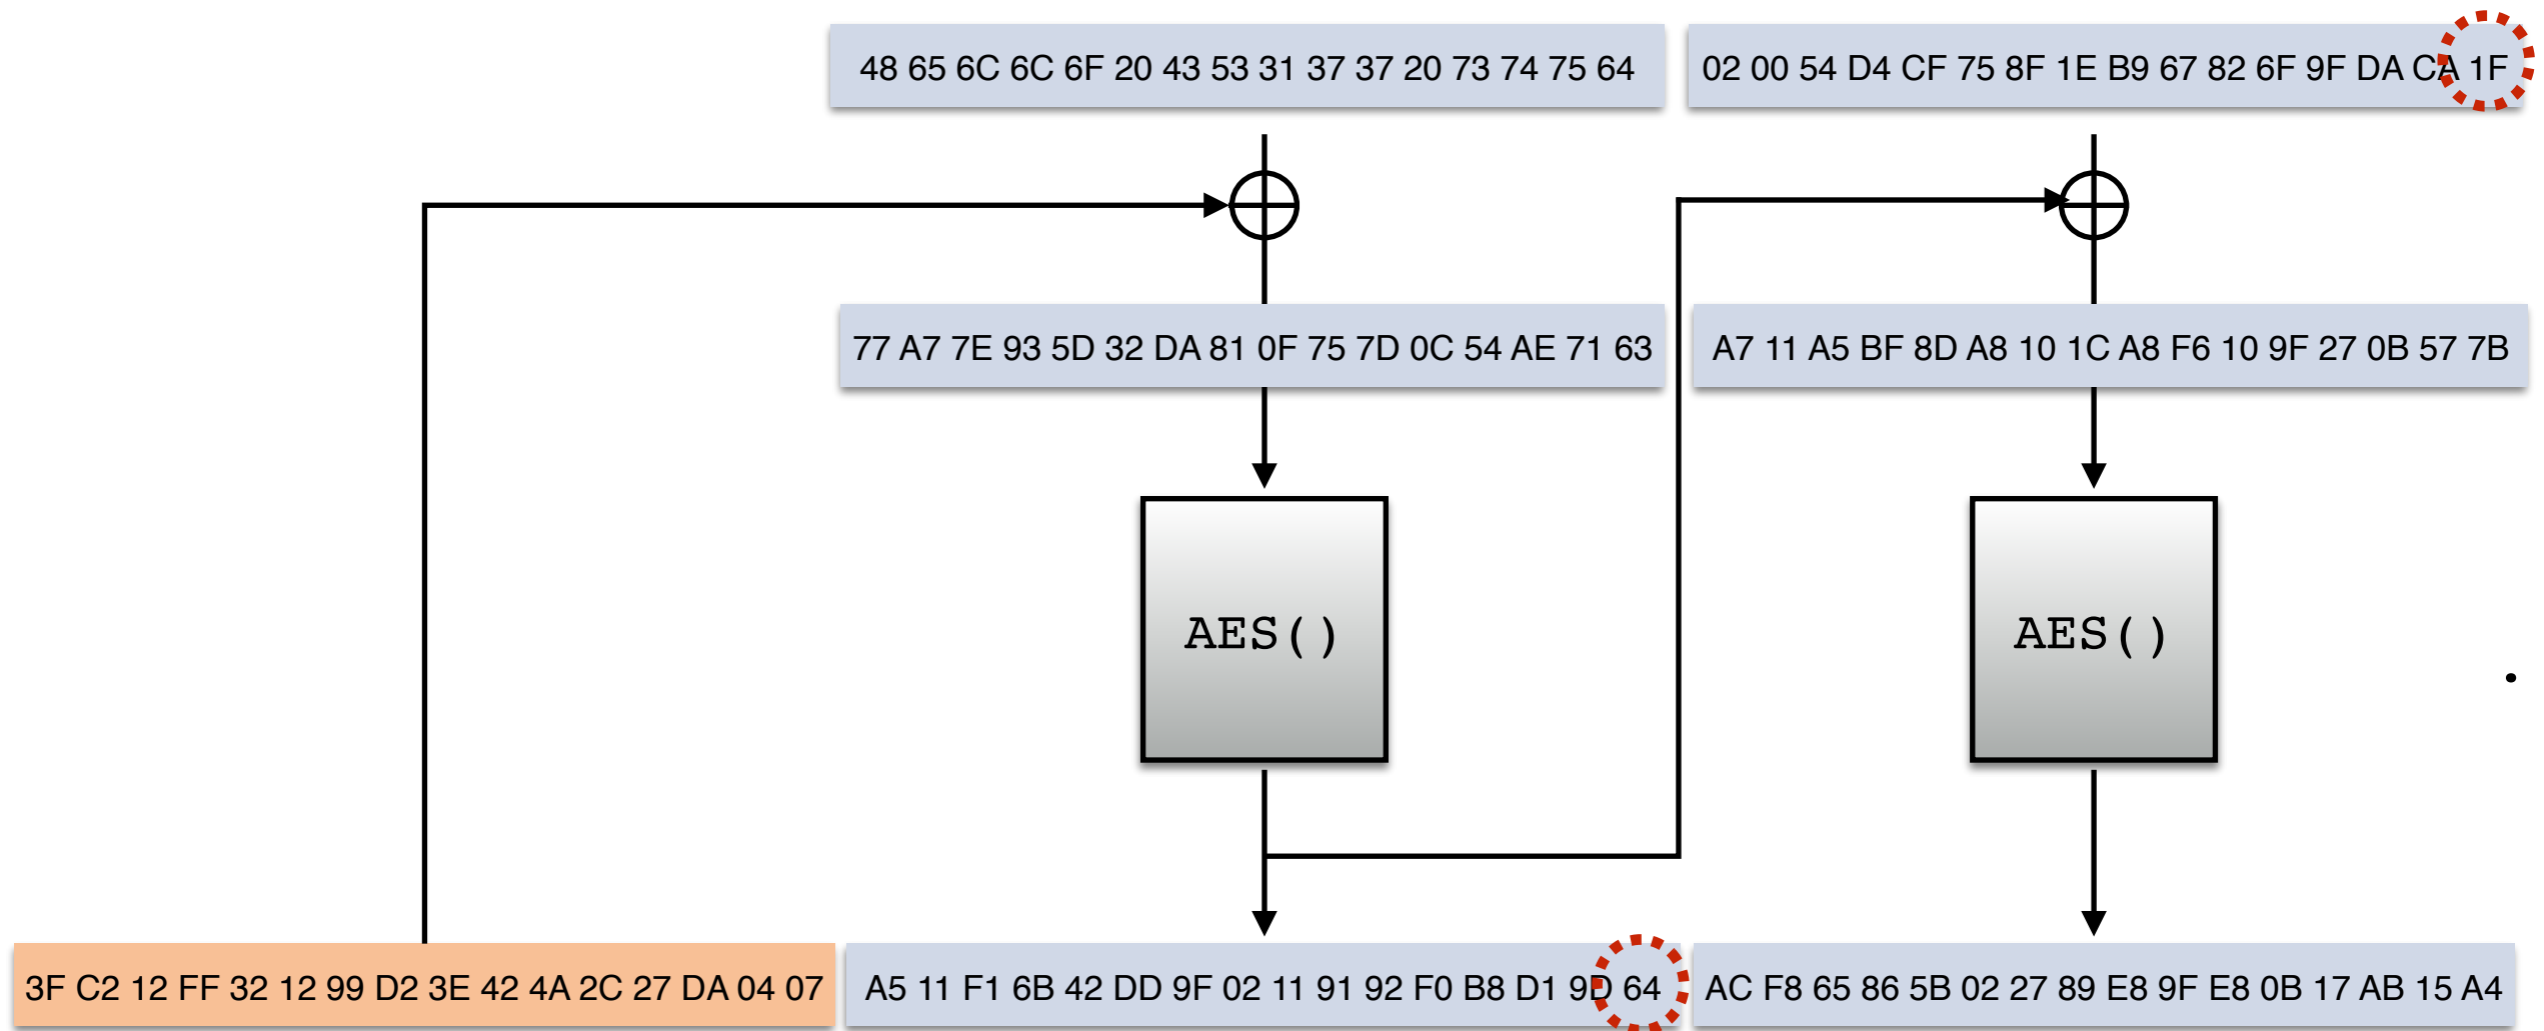 48 65 6C 6C 6F 20 43 53 31 37 37 20 73 74 75 64
02 00 54 D4 CF 75 8F 1E B9 67 82 6F 9F DA CA 1F
77 A7 7E 93 5D 32 DA 81 0F 75 7D 0C 54 AE 71 63
A7 11 A5 BF 8D A8 10 1C A8 F6 10 9F 27 0B 57 7B
AES()
AES()
.
3F C2 12 FF 32 12 99 D2 3E 42 4A 2C 27 DA 04 07
A5 11 F1 6B 42 DD 9F 02 11 91 92 F0 B8 D1 9D 64
AC F8 65 86 5B 02 27 89 E8 9F E8 0B 17 AB 15 A4